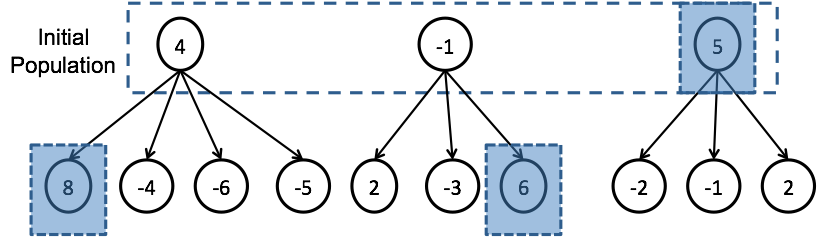 Initial
Population
4 -1 5
8 -4 -6 -5 2 -3 6 -2 -1 2